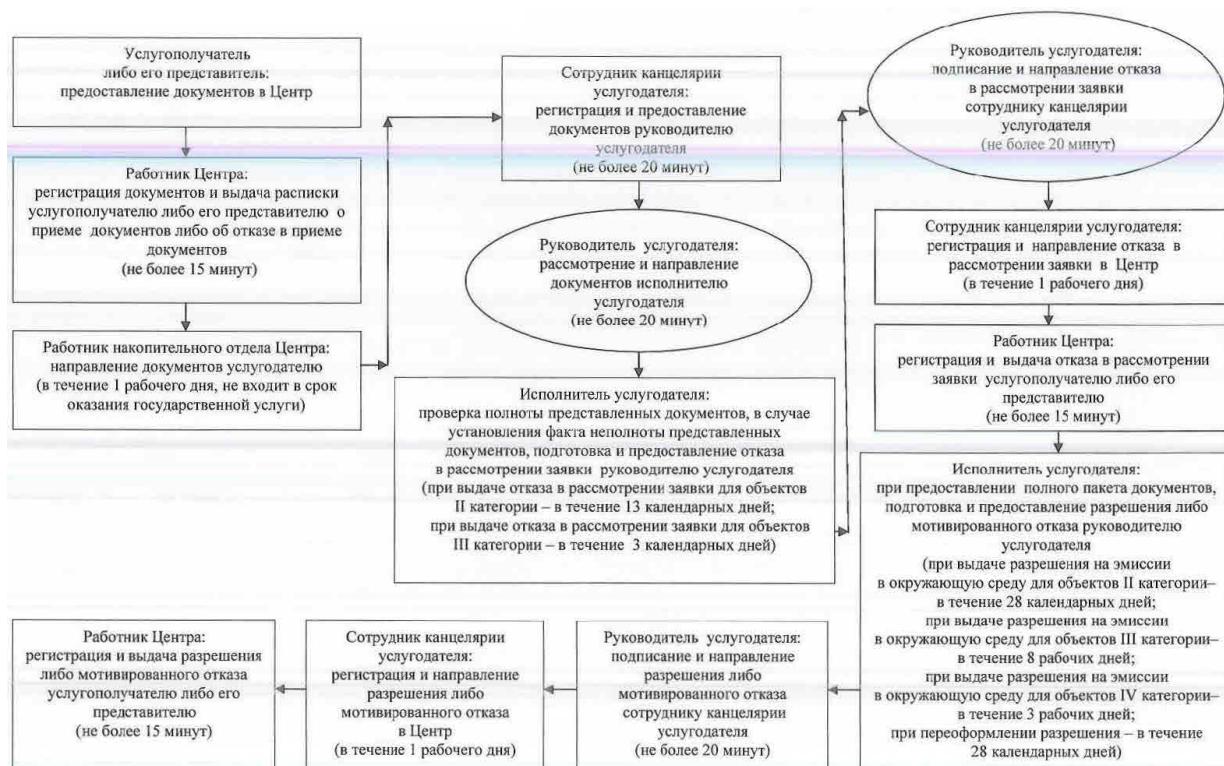 Услугополучатель
либо его представитель:
предоставление документов в Центр
Работник Центра:
регистрация документов и выдача расписки
услугополучателю либо его представителю о
приеме документов либо об отказе в приеме
документов
(не более 15 минут)
Работник накопительного отдела Центра:
направление документов услугодателю
(в течение 1 рабочего дня, не входит в срок
оказания государственной услуги)
Сотрудник канцелярии
услугодателя:
регистрация и предоставление
документов руководителю
услугодателя
(не более 20 минут)
Руководитель услугодателя:
рассмотрение и направление
документов исполнителю
услугодателя
(не более 20 минут)
Исполнитель услугодателя:
проверка полноты представленных документов, в случае
установления факта неполноты представленных
документов, подготовка и предоставление отказа
в рассмотрении заявки руководителю услугодателя
(при выдаче отказа в рассмотрении заявки для объектов
II категории – в течение 13 календарных дней;
при выдаче отказа в рассмотрении заявки для объектов
III категории – в течение 3 календарных дней)
Руководитель услугодателя:
подписание и направление отказа
в рассмотрении заявки
сотруднику канцелярии
услугодателя
(не более 20 минут)
Сотрудник канцелярии услугодателя:
регистрация и направление отказа в
рассмотрении заявки в Центр
(в течение 1 рабочего дня)
Работник Центра:
регистрация и выдача отказа в рассмотрении
заявки услугополучателю либо его
представителю
(не более 15 минут)
Исполнитель услугодателя:
при предоставлении полного пакета документов,
подготовка и предоставление разрешения либо
мотивированного отказа руководителю
услугодателя
(при выдаче разрешения на эмиссии
в окружающую среду для объектов II категории–
в течение 28 календарных дней;
при выдаче разрешения на эмиссии
в окружающую среду для объектов III категории–
в течение 8 рабочих дней;
при выдаче разрешения на эмиссии
в окружающую среду для объектов IV категории–
в течение 3 рабочих дней;
при переоформлении разрешения – в течение
28 календарных дней)
Руководитель услугодателя:
подписание и направление
разрешения либо
мотивированного отказа
сотруднику канцелярии
услугодателя
(не более 20 минут)
Сотрудник канцелярии
услугодателя:
регистрация и направление
разрешения либо
мотивированного отказа
в Центр
(в течение 1 рабочего дня)
Работник Центра:
регистрация и выдача разрешения
либо мотивированного отказа
услугополучателю либо его
представителю
(не более 15 минут)